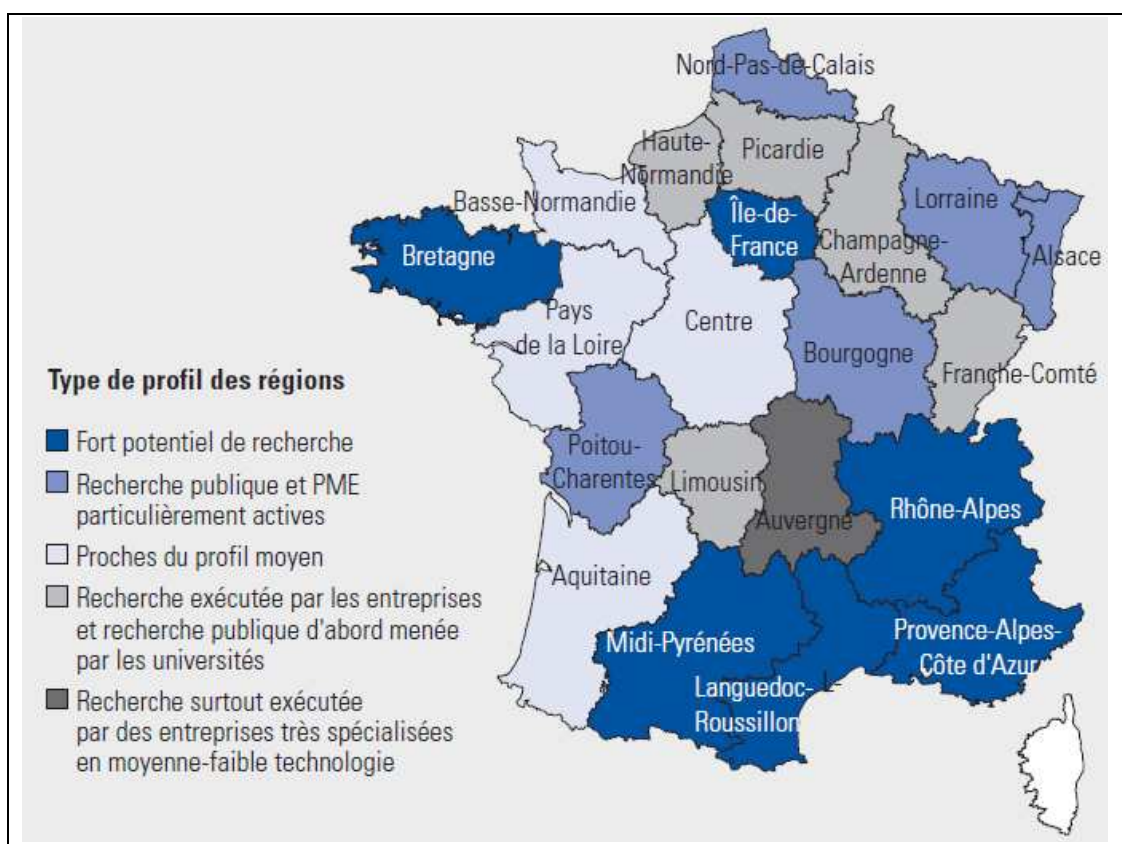 Nord-Pas-de-Calais
Haute-
Normandie
Picardie
Basse-Normandie
Île-de-
France
Lorraine
Champagne-
Ardenne
Alsace
Bretagne
Pays
de la Loire
Centre
Bourgogne
Franche-Comté
Type de profil des régions
Fort potentiel de recherche
Recherche publique et PME
particulièrement actives
Proches du profil moyen
Recherche exécutée par les entreprises
et recherche publique d'abord menée
par les universités
Recherche surtout exécutée
par des entreprises très spécialisées
en moyenne-faible technologie
Poitou-
Charentes
Limousin
Auvergne
Rhône-Alpes
Aquitaine
Midi-Pyrénées
Provence-Alpes-
Côte d'Azur
Languedoc-
Roussillon